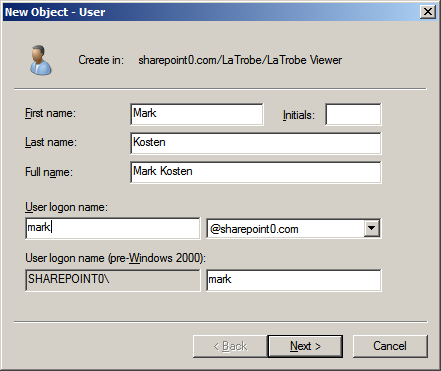 New Object - User
Create in: sharepoint0.com/LaTrobe/LaTrobe Viewer
First name: Mark Initials:
Last name: Kosten
Full name: Mark Kosten
User logon name:
mark @sharepoint0.com
User logon name (pre-Windows 2000):
SHAREPOINT0\ mark
< Back Next > Cancel